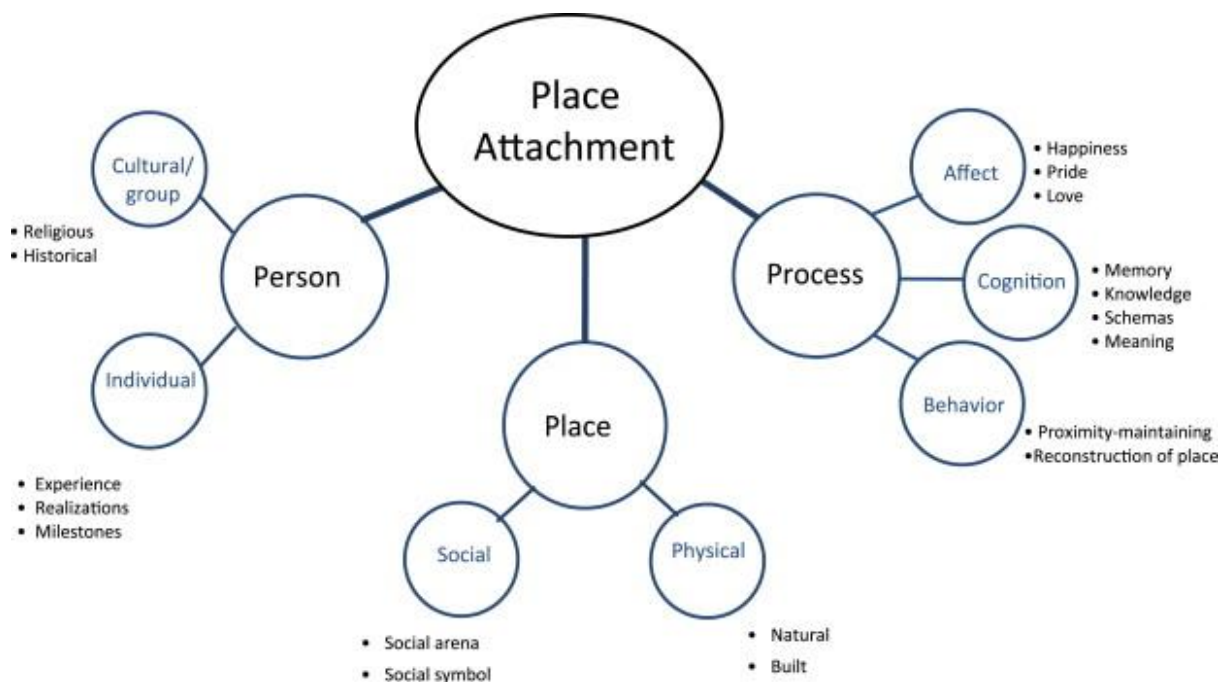 Place
Attachment
Cultural/
group
• Religious
• Historical
Person
Individual
• Experience
• Realizations
• Milestones
Place
Social
• Social arena
• Social symbol
Physical
• Natural
• Built
Process
Affect
• Happiness
• Pride
• Love
Cognition
• Memory
• Knowledge
• Schemas
• Meaning
Behavior
• Proximity-maintaining
•Reconstruction of place